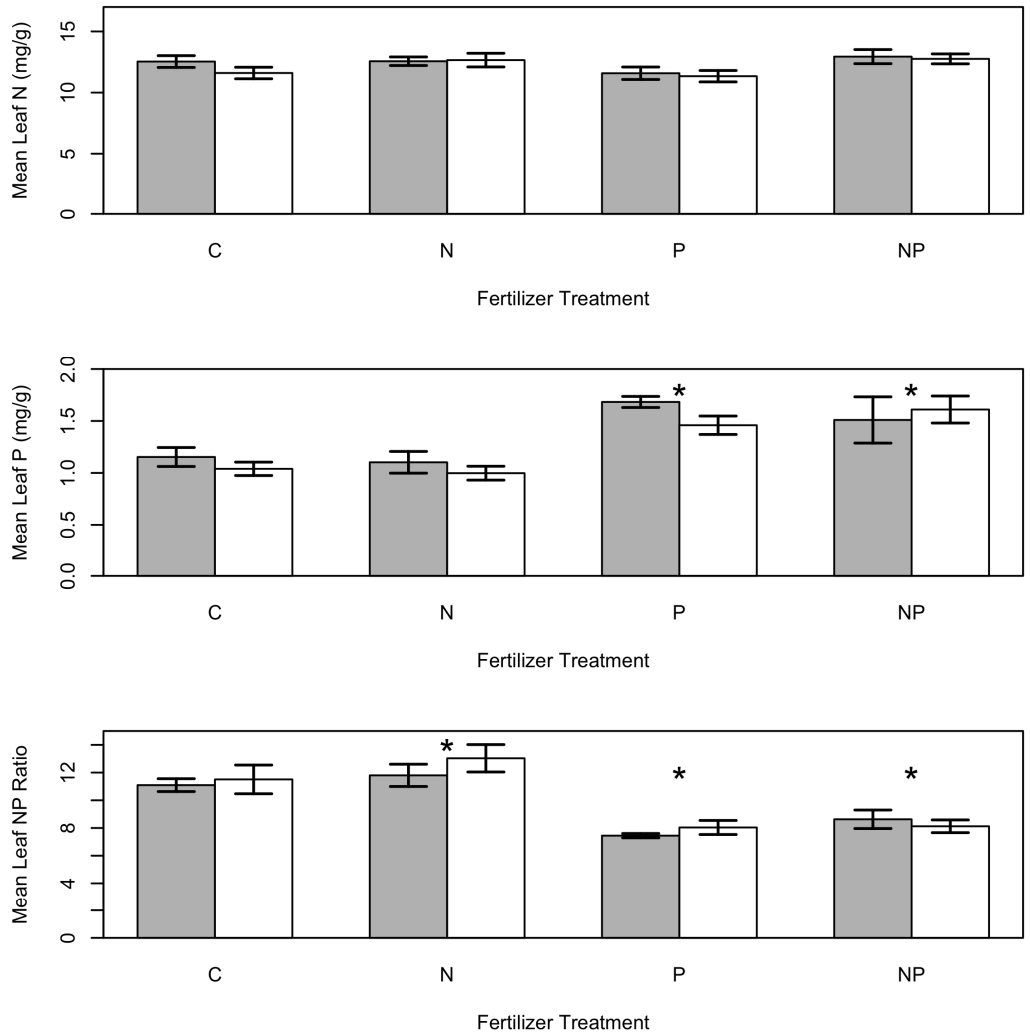 Mean Leaf N (mg/g)
15
10
5
0
C N P NP
Fertilizer Treatment
Mean Leaf P (mg/g)
2.0
1.5
1.0
0.5
0.0
* *
C N P NP
Fertilizer Treatment
Mean Leaf NP Ratio
12
8
4
0
* * *
C N P NP
Fertilizer Treatment